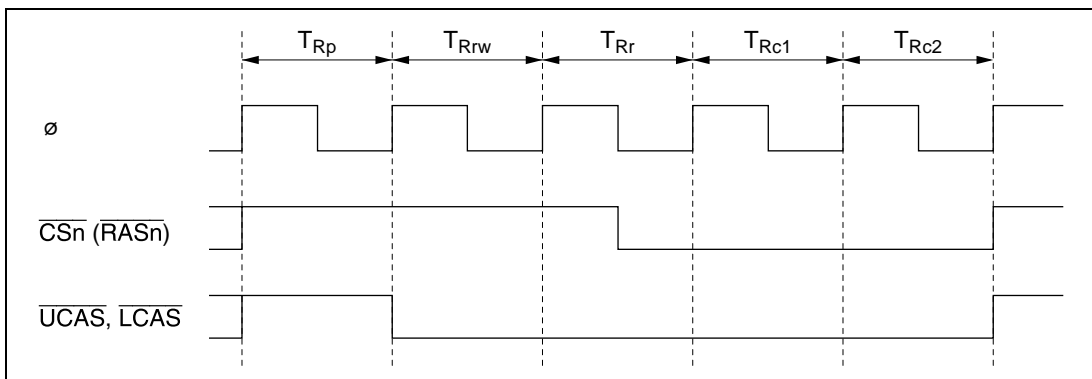 TRp TRrw TRr TRc1 TRc2
ø
CSn (RASn)
UCAS, LCAS